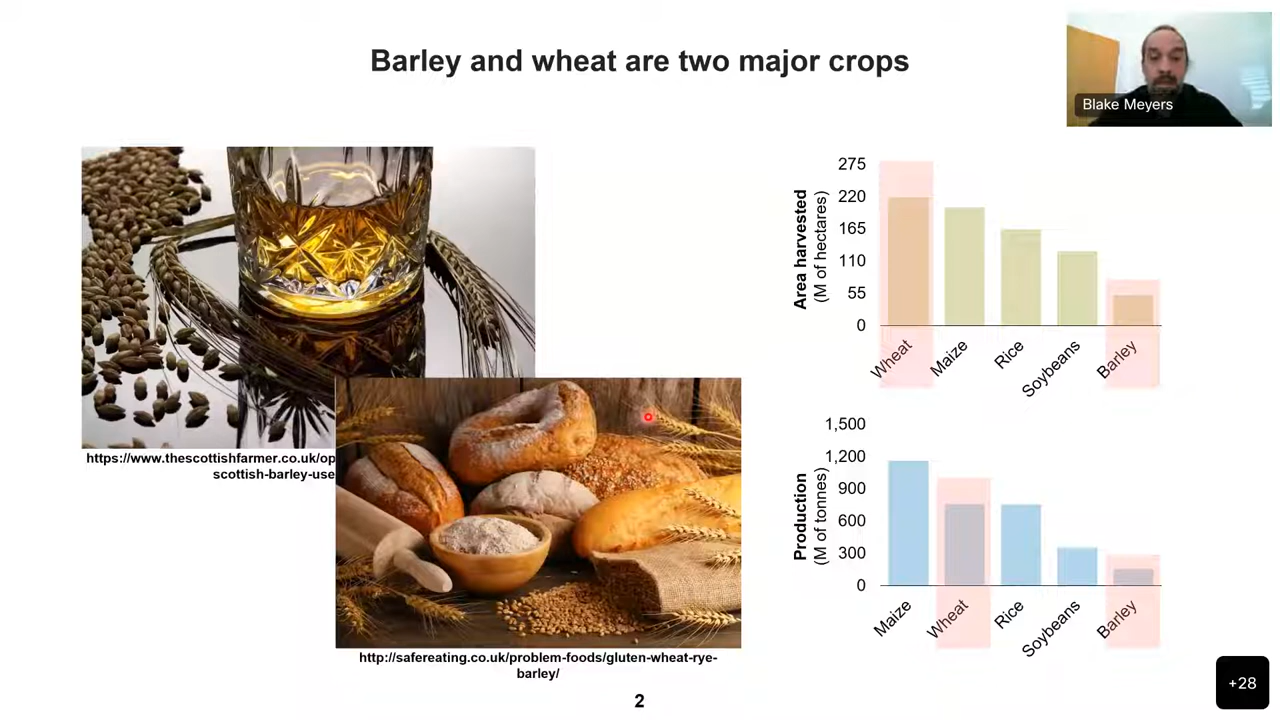 Barley and wheat are two major crops
Blake Meyers
https://www.thescottishfarmer.co.uk/op
scottish-barley-use
http://safereating.co.uk/problem-foods/gluten-wheat-rye-
barley/
Area harvested
(M of hectares)
275
220
165
110
55
0
Wheat
Maize
Rice
Soybeans
Barley
Production
(M of tonnes)
1,500
1,200
900
600
300
0
Maize
Wheat
Rice
Soybeans
Barley
2
+28